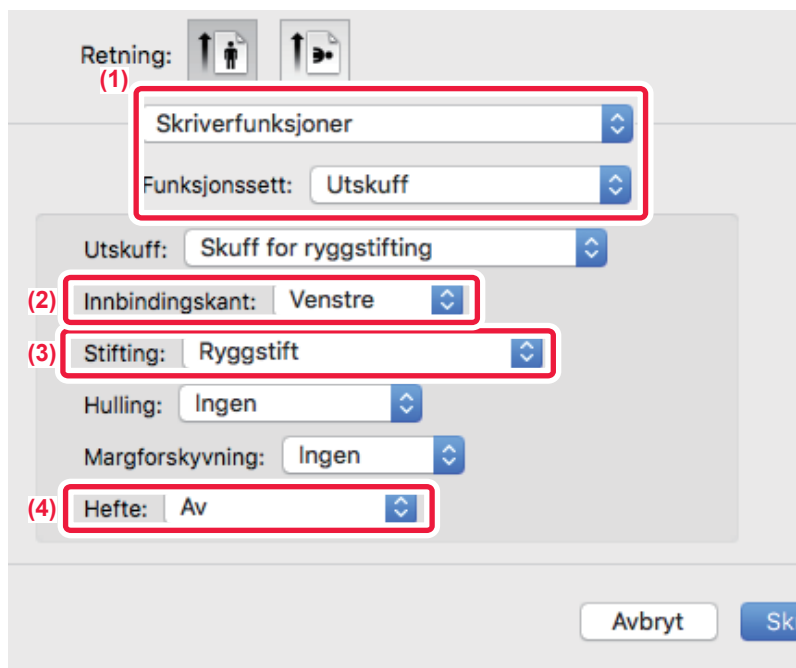 Retning:
(1)
Skriverfunksjoner
Funksjonssett: Utskuff
Utskuff: Skuff for ryggstifting
(2) Innbindingskant: Venstre
(3) Stifting: Ryggstift
Hulling: Ingen
Margforskyvning: Ingen
(4) Hefte: Av
Avbryt Sk